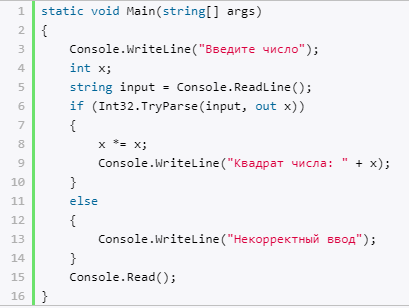 1 static void Main(string[] args)
2 {
3     Console.WriteLine("Введите число");
4     int x;
5     string input = Console.ReadLine();
6     if (Int32.TryParse(input, out x))
7     {
8         x *= x;
9         Console.WriteLine("Квадрат числа: " + x);
10     }
11     else
12     {
13         Console.WriteLine("Некорректный ввод");
14     }
15     Console.Read();
16 }